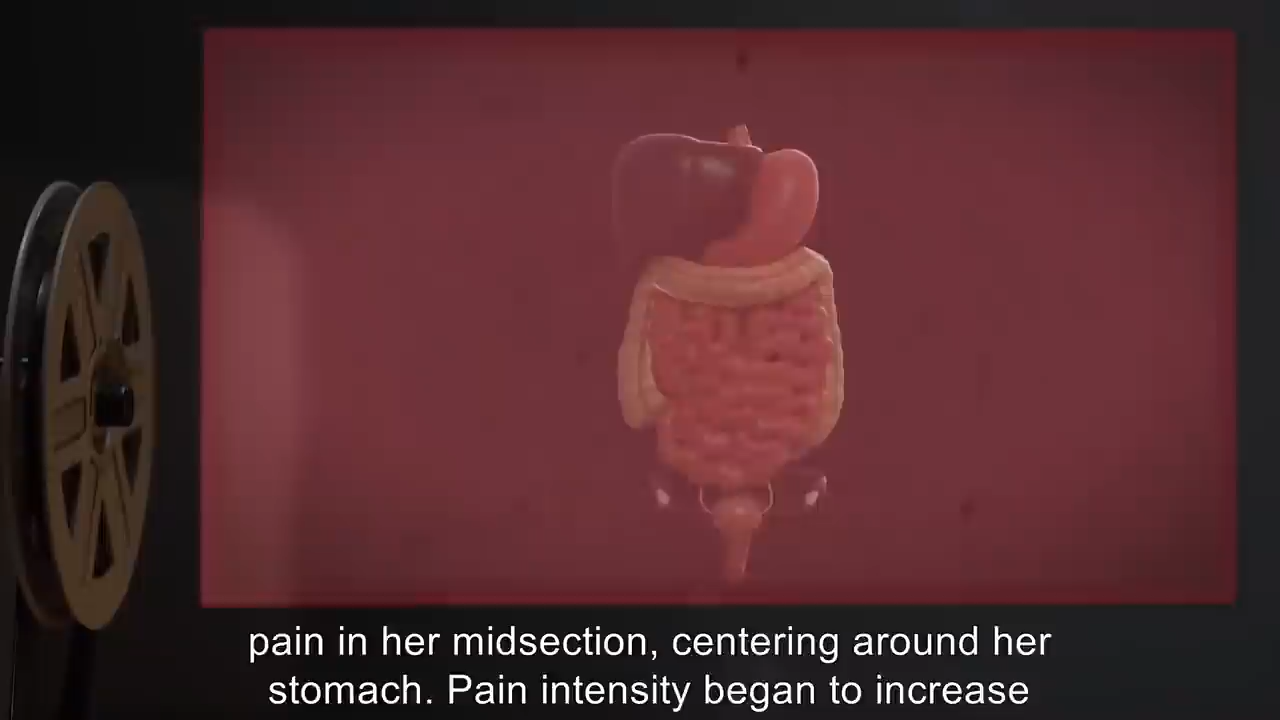 pain in her midsection, centering around her
stomach. Pain intensity began to increase